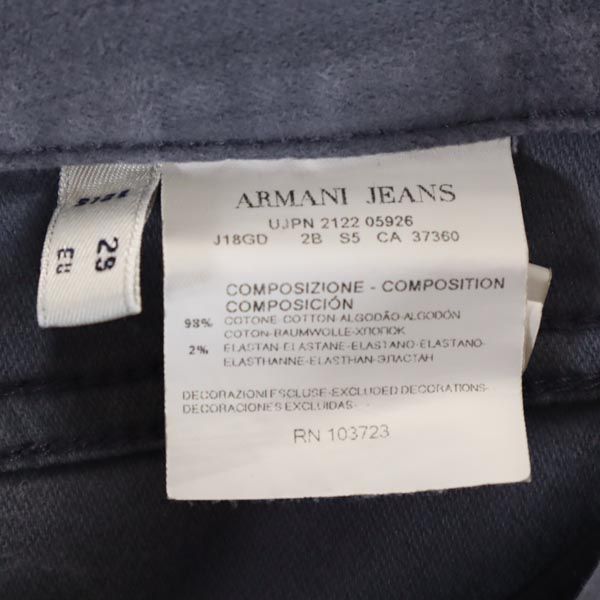 ARMANI JEANS
UJPN 2122 05926
J18GD 2B S5 CA 37360
COMPOSIZIONE - COMPOSITION
COMPOSICIÓN
98% COTONE-COTTON-ALGODÃO-ALGODÓN
COTON-BAUMWOLLE-ХЛОПОК
2% ELASTAN-ELASTANE-ELASTANO-ELASTANO-
ELASTHANNE-ELASTHAN-ЭЛАСТАН
DECORAZIONI ESCLUSE-EXCLUDED DECORATIONS-
DECORACIONES EXCLUIDAS-
RN 103723
SIZE
29
EU